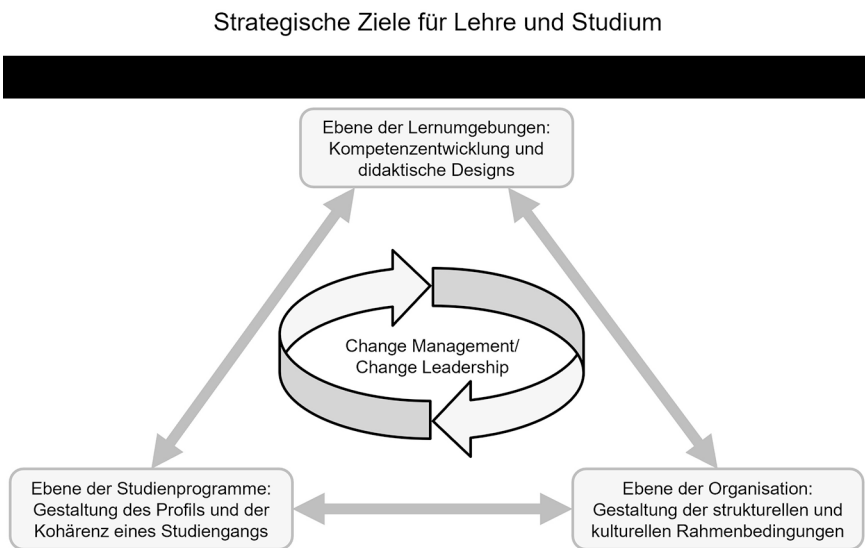 Strategische Ziele für Lehre und Studium
Ebene der Lernumgebungen:
Kompetenzentwicklung und
didaktische Designs
Change Management/
Change Leadership
Ebene der Studienprogramme:
Gestaltung des Profils und der
Kohärenz eines Studiengangs
Ebene der Organisation:
Gestaltung der strukturellen und
kulturellen Rahmenbedingungen